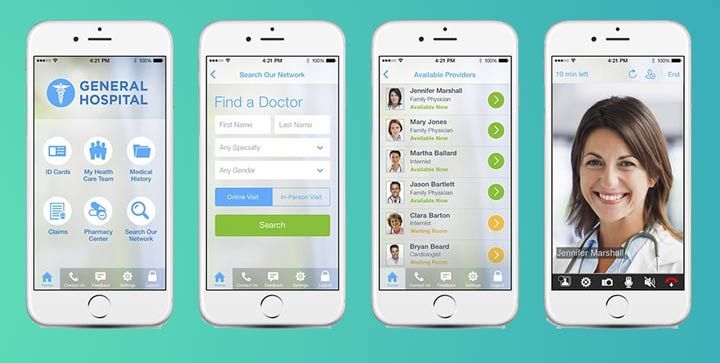 4:21 PM
100%
GENERAL
HOSPITAL
ID Cards
My Health
Care Team
Medical
History
Claims
Pharmacy
Center
Search Our
Network
Home
Contact Us
Feedback
Settings
Logout
4:21 PM
100%
Search Our Network
Find a Doctor
First Name
Last Name
Any Specialty
Any Gender
Online Visit
In-Person Visit
Search
Home
Contact Us
Feedback
Settings
Logout
4:21 PM
100%
Available Providers
Jennifer Marshall
Family Physician
Available Now
Mary Jones
Family Physician
Available Now
Martha Ballard
Internist
Available Now
Jason Bartlett
Family Physician
Available Now
Clara Barton
Internist
Waiting Room
Bryan Beard
Cardiologist
Waiting Room
Home
Contact Us
Feedback
Settings
Logout
4:21 PM
100%
10 min left
End
Jennifer Marshall